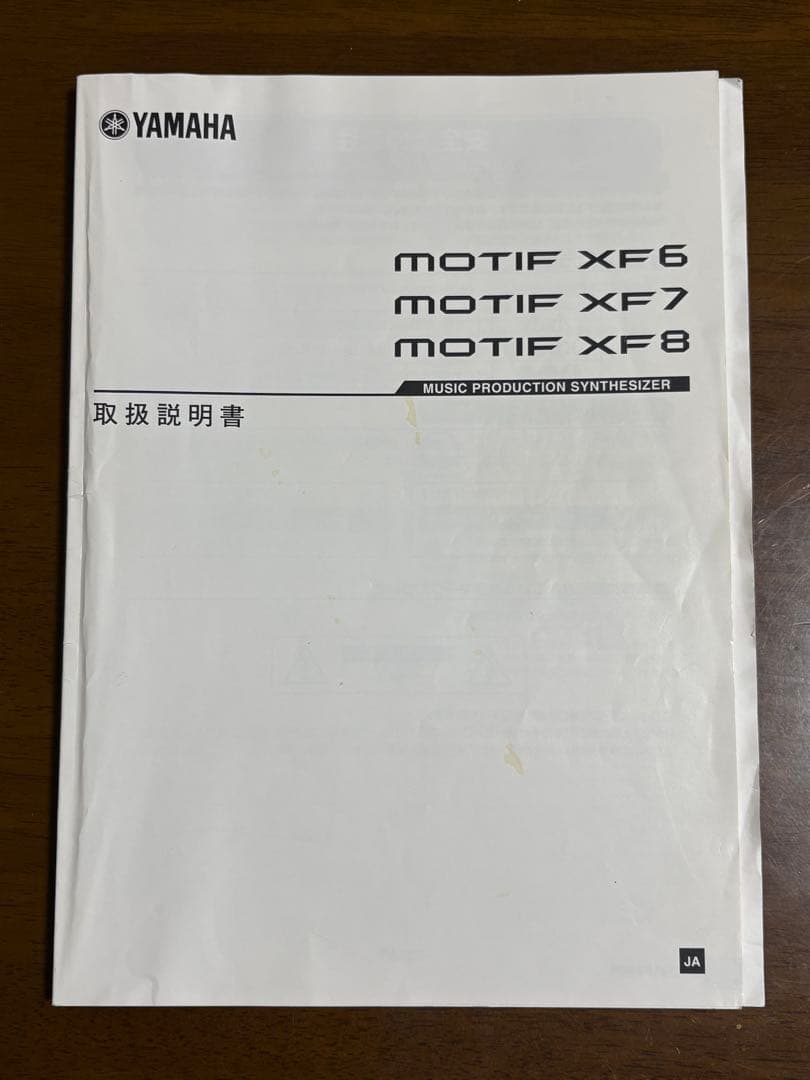 YAMAHA
MOTIF XF6
MOTIF XF7
MOTIF XF8
MUSIC PRODUCTION SYNTHESIZER
取扱説明書
JA